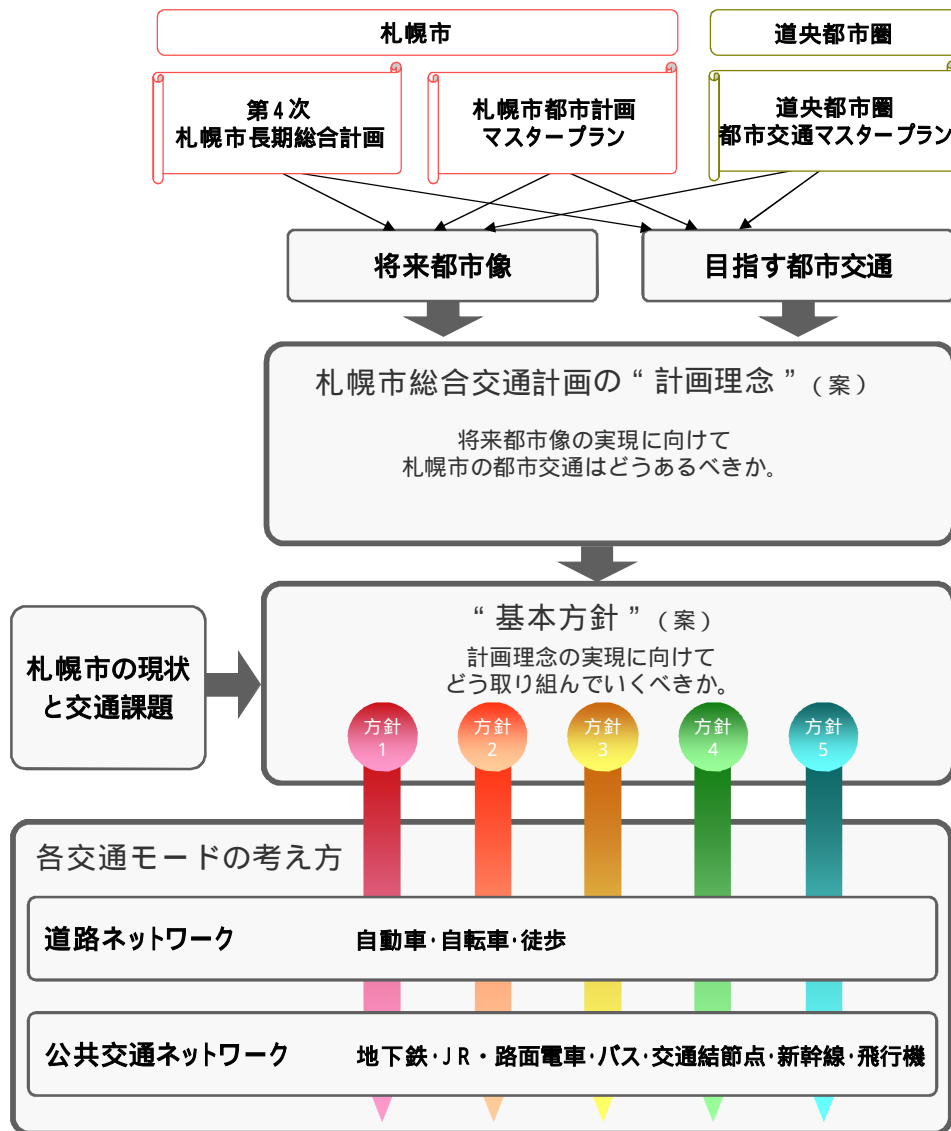 札幌市
道央都市圏
第4次
札幌市長期総合計画
札幌市都市計画
マスタープラン
道央都市圏
都市交通マスタープラン
将来都市像
目指す都市交通
札幌市総合交通計画の“計画理念”（案）
将来都市像の実現に向けて
札幌市の都市交通はどうあるべきか。
“基本方針”（案）
計画理念の実現に向けて
どう取り組んでいくべきか。
札幌市の現状
と交通課題
方針
1
方針
2
方針
3
方針
4
方針
5
各交通モードの考え方
道路ネットワーク
自動車･自転車･徒歩
公共交通ネットワーク
地下鉄･JR・路面電車･バス･交通結節点･新幹線･飛行機